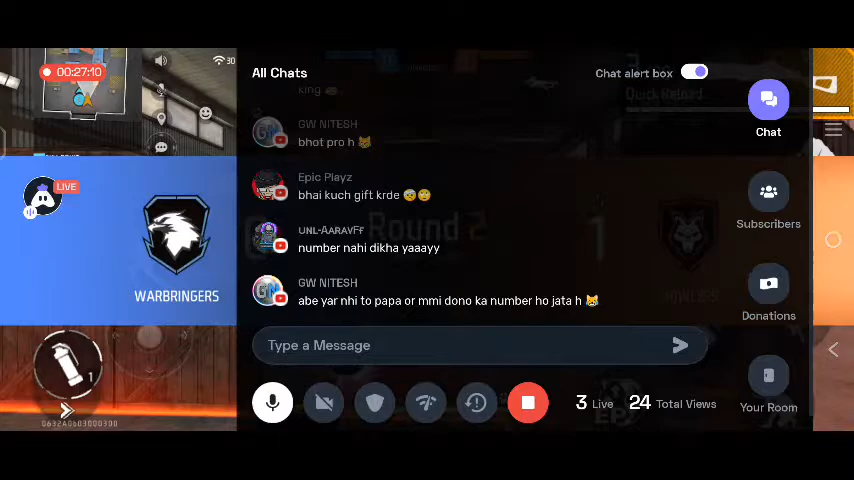 00:27:10
30
All Chats
Chat alert box
king
Quick Reload
GW NITESH
bhot pro h 😹
Chat
Epic Playz
bhai kuch gift krde 🤕🙄
LIVE
Subscribers
UNL-AARAVFf
number nahi dikha yaaayy
Round 2
1
GW NITESH
abe yar nhi to papa or mmi dono ka number ho jata h 😹
WARBRINGERS
Donations
Type a Message
1
3 Live
24 Total Views
Your Room